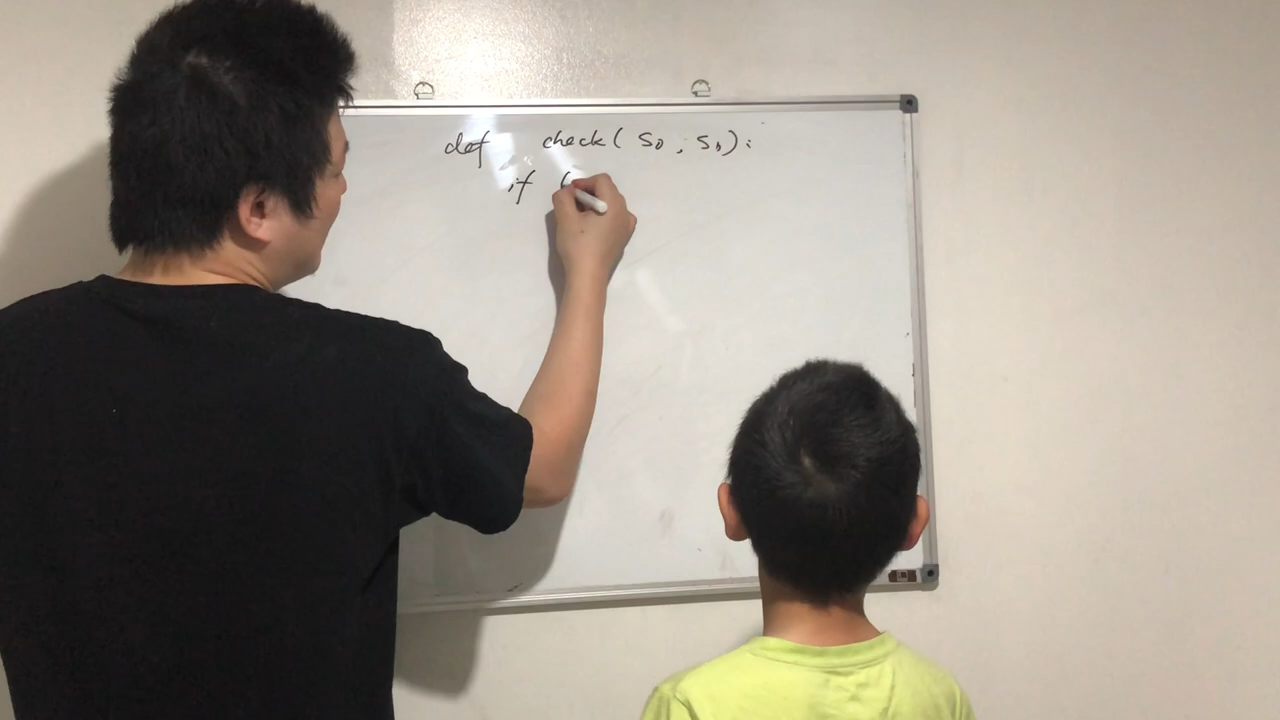 def check( s0, s1):
if (